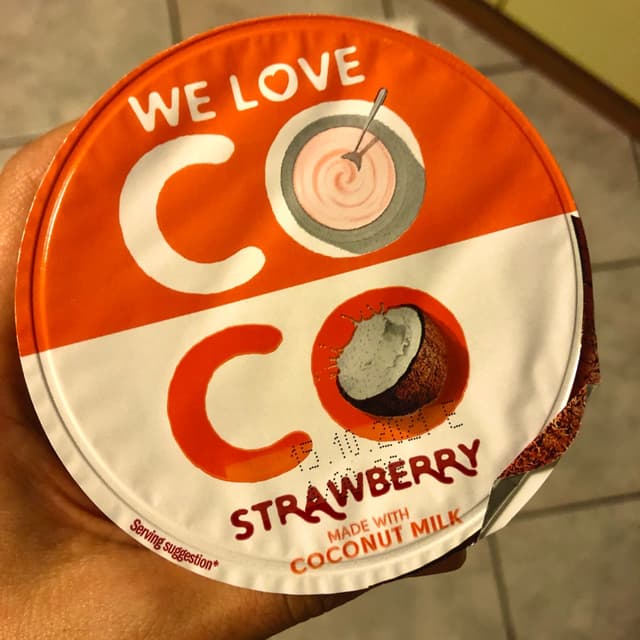 WE LOVE
CO
CO
STRAWBERRY
MADE WITH
COCONUT MILK
Serving suggestion*